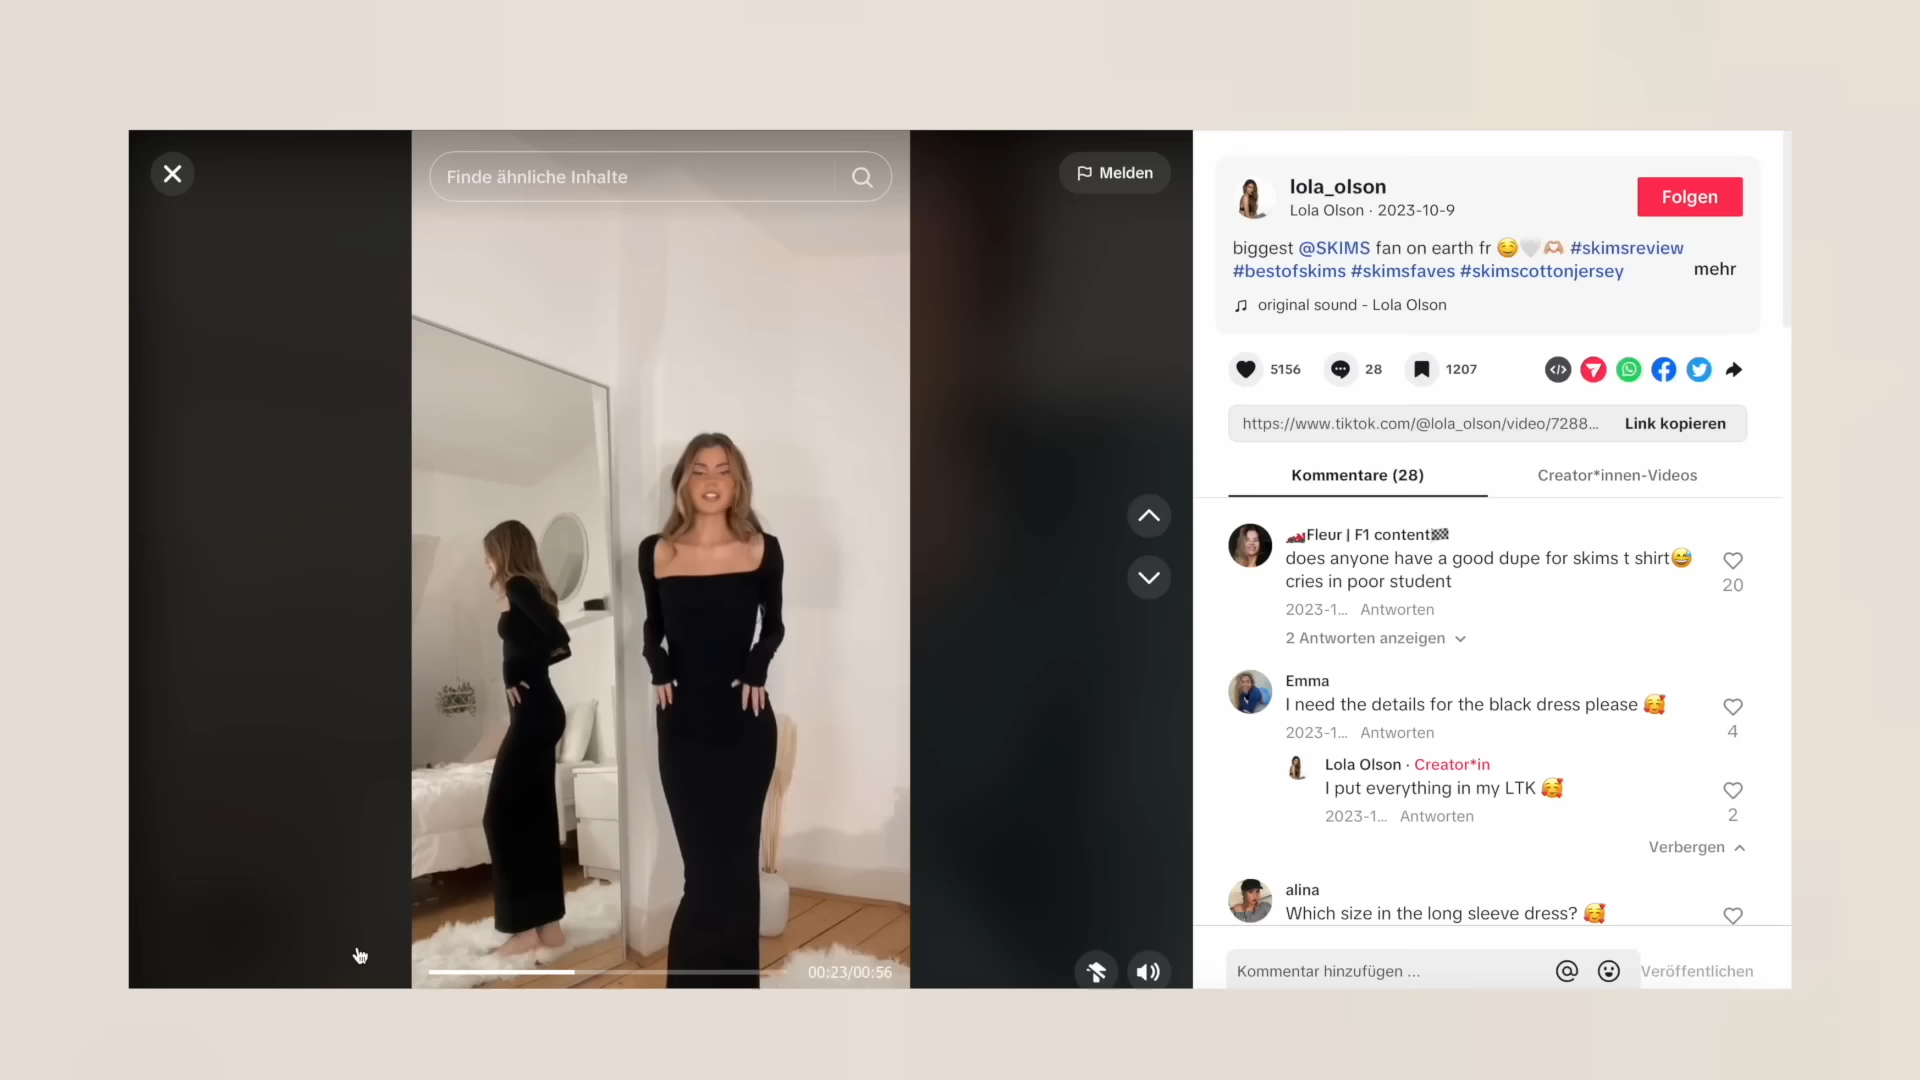 Finde ähnliche Inhalte
Melden
00:23/00:56
lola_olson
Lola Olson · 2023-10-9
Folgen
biggest @SKIMS fan on earth fr 😌🤍🫶🏼 #skimsreview
#bestofskims #skimsfaves #skimscottonjersey
mehr
original sound - Lola Olson
5156
28
1207
https://www.tiktok.com/@lola_olson/video/7288...
Link kopieren
Kommentare (28)
Creator*innen-Videos
🏎️Fleur | F1 content🏁
does anyone have a good dupe for skims t shirt😅
cries in poor student
20
2023-1... Antworten
2 Antworten anzeigen
Emma
I need the details for the black dress please 🥰
4
2023-1... Antworten
Lola Olson · Creator*in
I put everything in my LTK 🥰
2
2023-1... Antworten
Verbergen
alina
Which size in the long sleeve dress? 🥰
Kommentar hinzufügen ...
Veröffentlichen